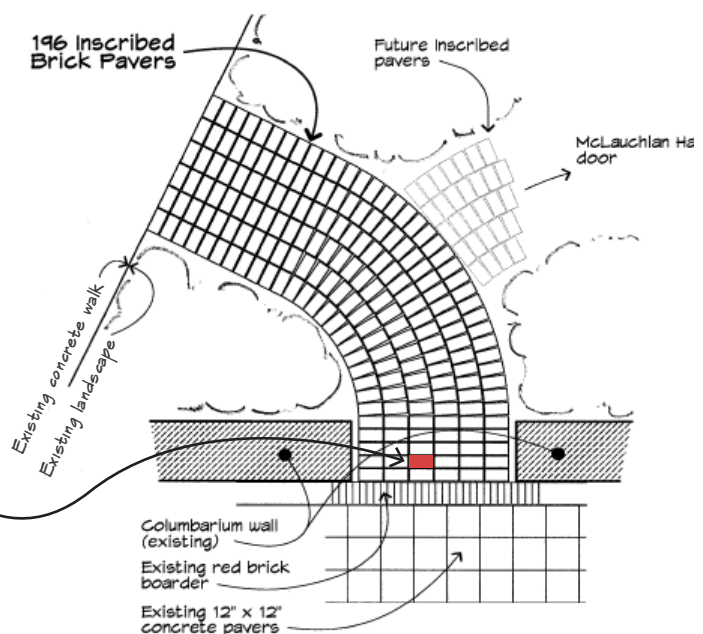 196 Inscribed
Brick Pavers
Future Inscribed
pavers
McLauchlan Ha
door
Existing concrete walk
Existing landscape
Columbarium wall
(existing)
Existing red brick
boarder
Existing 12" x 12"
concrete pavers